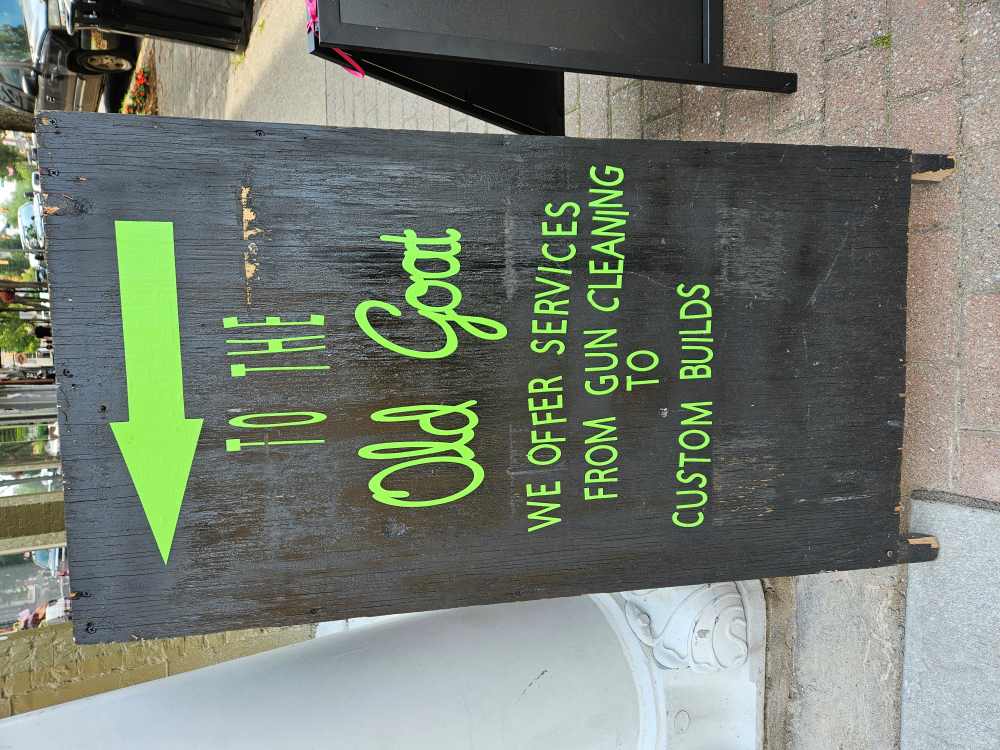 TO THE
Old Goat
WE OFFER SERVICES
FROM GUN CLEANING
TO
CUSTOM BUILDS